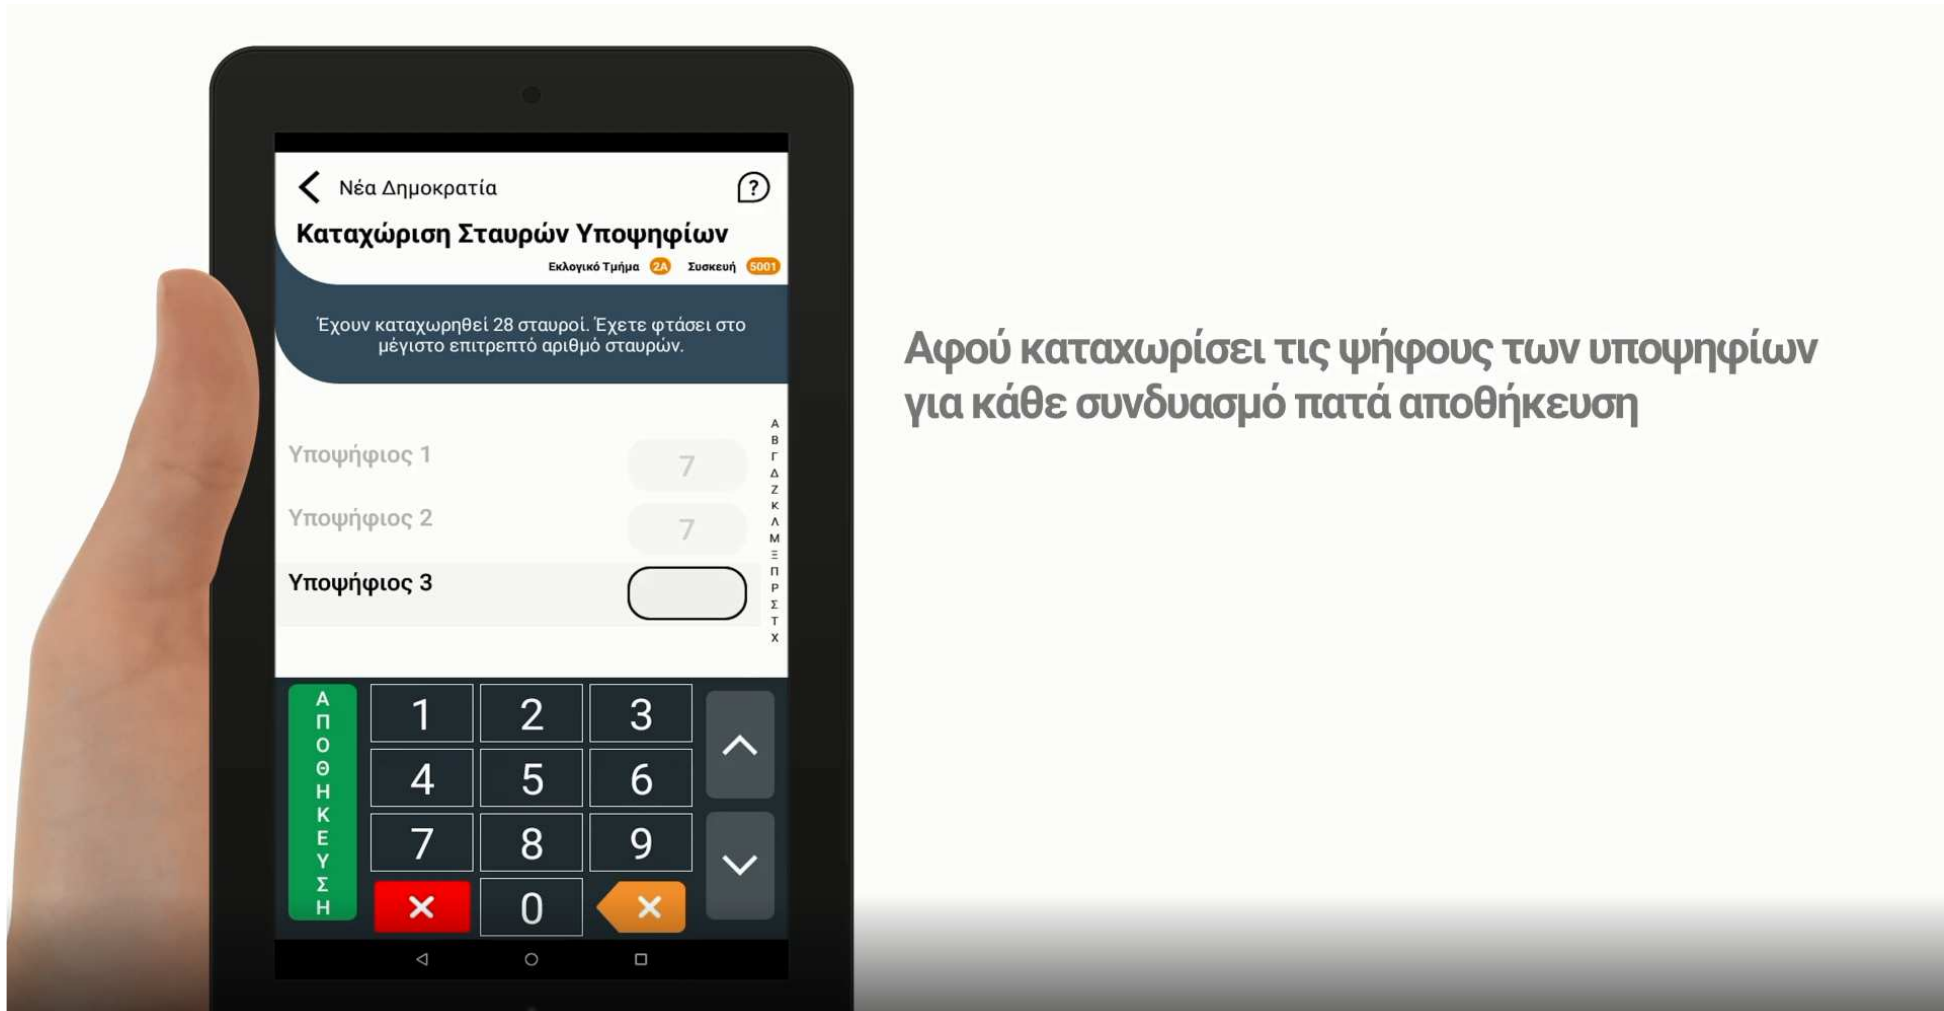 Νέα Δημοκρατία
?
Καταχώριση Σταυρών Υποψηφίων
Εκλογικό Τμήμα 2Α Συσκευή 5001
Έχουν καταχωρηθεί 28 σταυροί. Έχετε φτάσει στο
μέγιστο επιτρεπτό αριθμό σταυρών.
Υποψήφιος 1 7
Υποψήφιος 2 7
Υποψήφιος 3
Α
Β
Γ
Δ
Ζ
Κ
Λ
Μ
Ξ
Π
Ρ
Σ
Τ
Χ
ΑΠΟΘΗΚΕΥΣΗ
1 2 3
4 5 6
7 8 9
0
Αφού καταχωρίσει τις ψήφους των υποψηφίων
για κάθε συνδυασμό πατά αποθήκευση